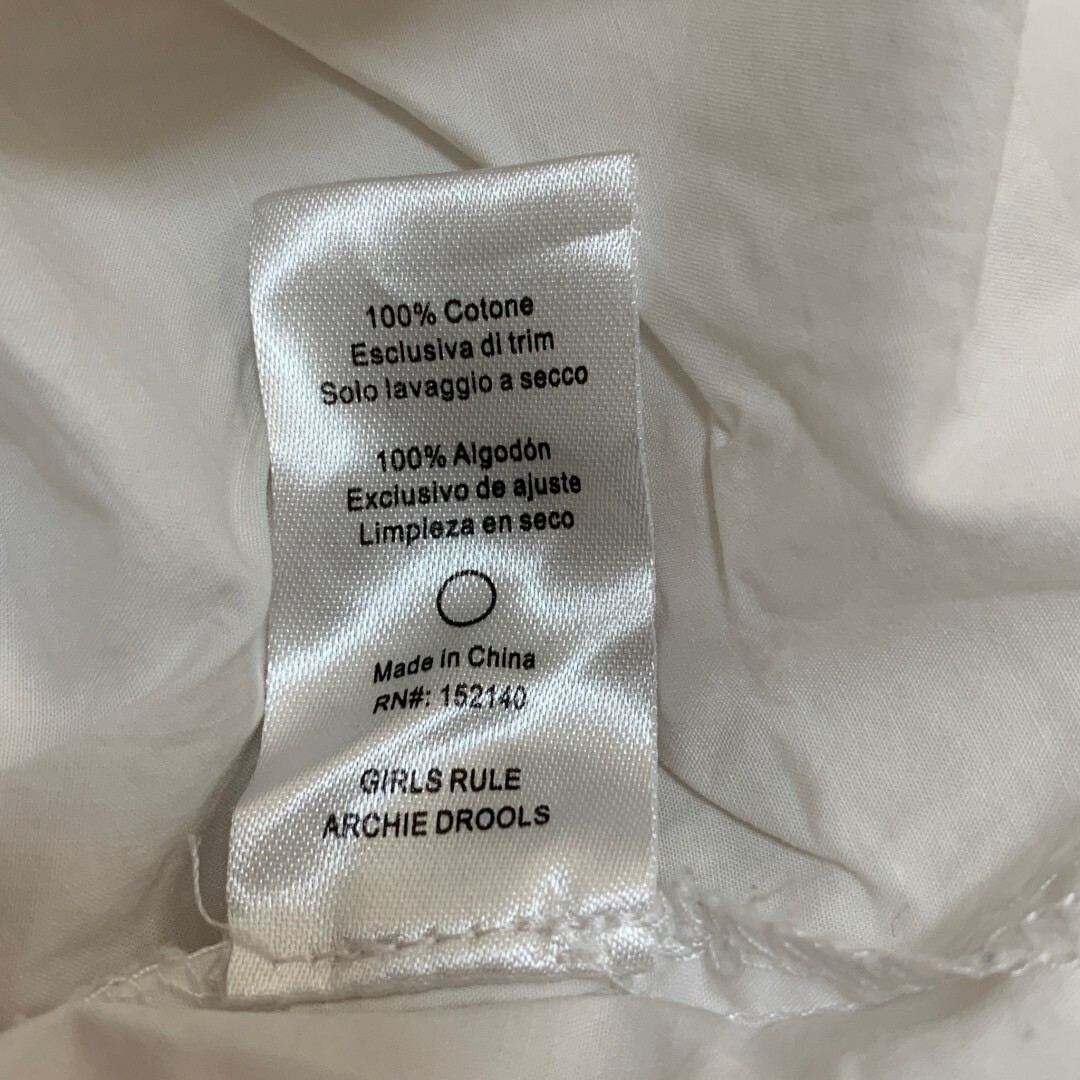 100% Cotone
Esclusiva di trim
Solo lavaggio a secco
100% Algodón
Exclusivo de ajuste
Limpieza en seco
Made in China
RN#: 152140
GIRLS RULE
ARCHIE DROOLS